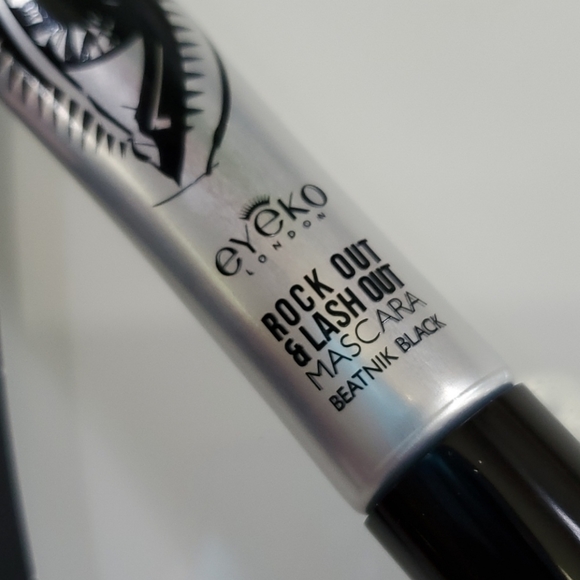 eyeko
LONDON
ROCK OUT
& LASH OUT
MASCARA
BEATNIK BLACK